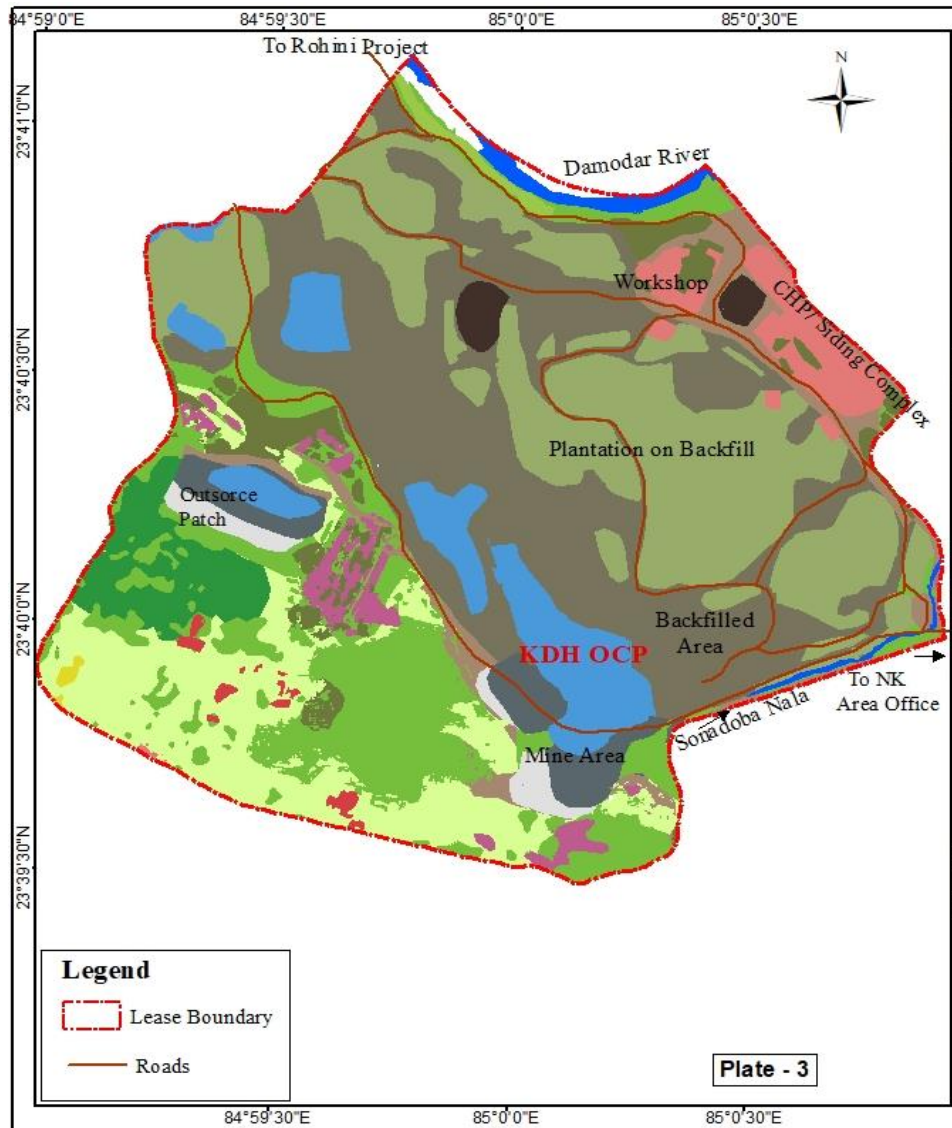 84°59'0"E
84°59'30"E
85°0'0"E
85°0'30"E
To Rohini Project
N
23°41'0"N
Damodar River
Workshop
CHP/ Siding Complex
23°40'30"N
Plantation on Backfill
Outsorce
Patch
23°40'0"N
Backfilled
Area
KDH OCP
To NK
Area Office
Sonadoba Nala
Mine Area
23°39'30"N
Legend
Lease Boundary
Roads
Plate - 3
84°59'30"E
85°0'0"E
85°0'30"E